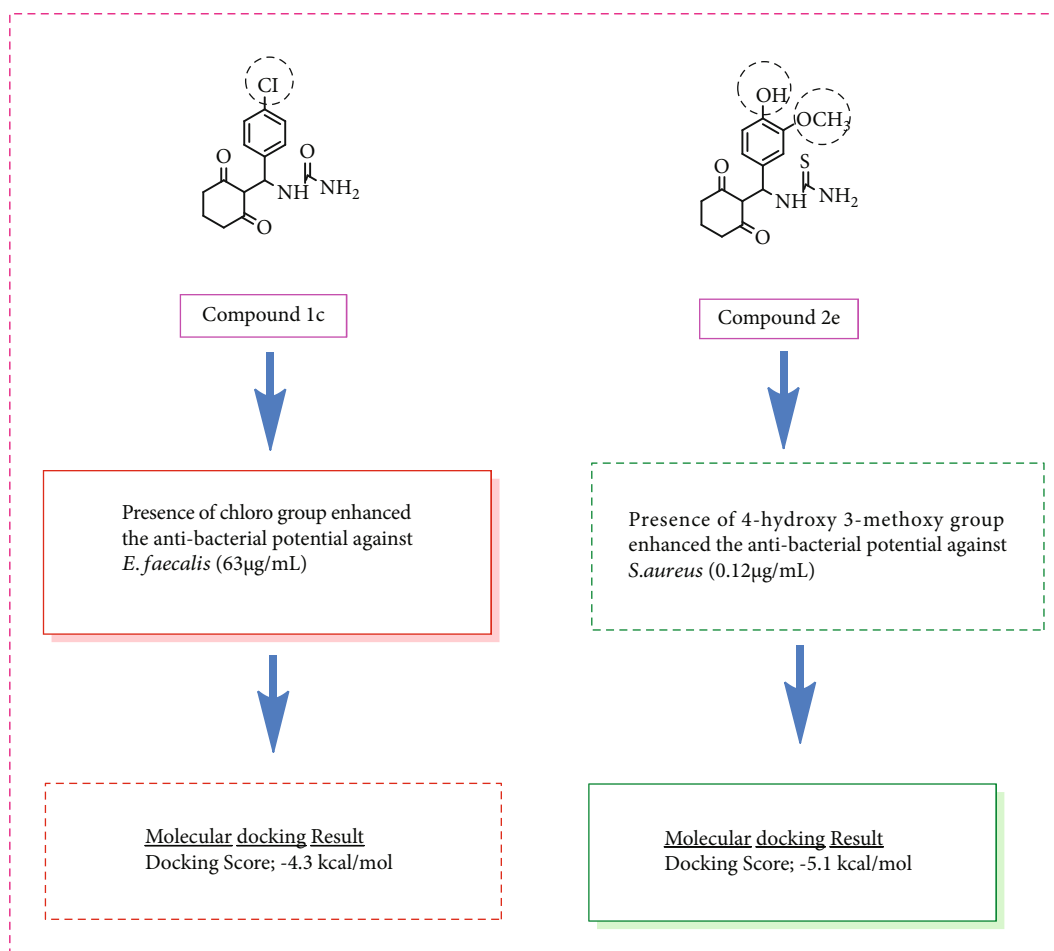 Cl
O
O
NH
NH2
O
OH
OCH3
S
O
NH
NH2
O
Compound 1c
Compound 2e
Presence of chloro group enhanced
the anti-bacterial potential against
E. faecalis (63µg/mL)
Presence of 4-hydroxy 3-methoxy group
enhanced the anti-bacterial potential against
S.aureus (0.12µg/mL)
Molecular docking Result
Docking Score; -4.3 kcal/mol
Molecular docking Result
Docking Score; -5.1 kcal/mol